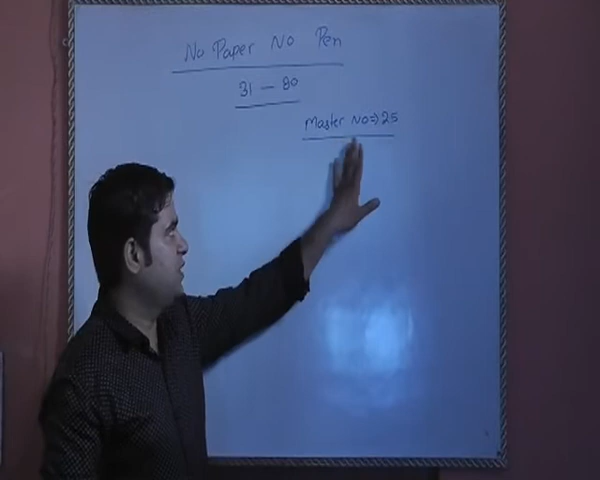 No Paper No Pen
31 — 80
Master No => 25